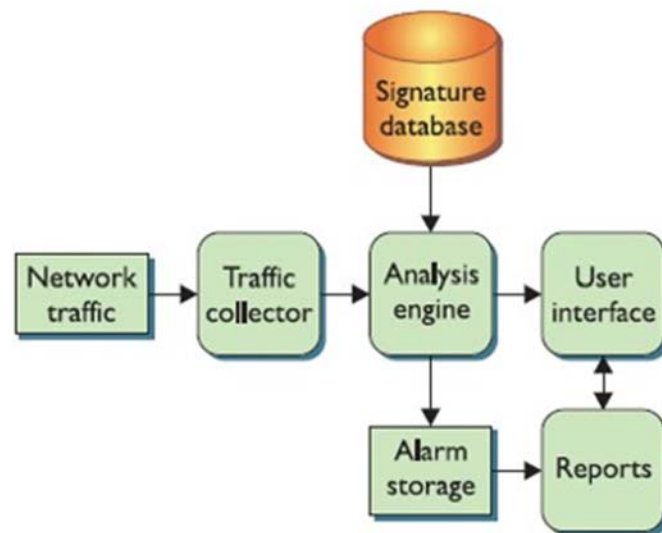 Signature
database
Network
traffic
Traffic
collector
Analysis
engine
User
interface
Alarm
storage
Reports